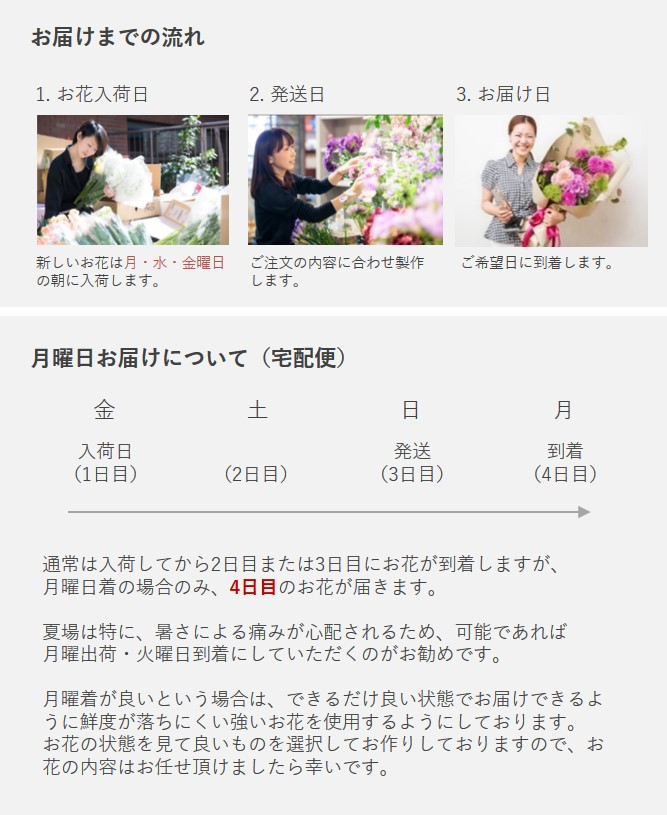 お届けまでの流れ
1. お花入荷日
2. 発送日
3. お届け日
新しいお花は月・水・金曜日
の朝に入荷します。
ご注文の内容に合わせ製作
します。
ご希望日に到着します。
月曜日お届けについて（宅配便）
金
土
日
月
入荷日
（1日目）
（2日目）
発送
（3日目）
到着
（4日目）
通常は入荷してから2日目または3日目にお花が到着しますが、
月曜日着の場合のみ、4日目のお花が届きます。
夏場は特に、暑さによる痛みが心配されるため、可能であれば
月曜出荷・火曜日到着にしていただくのがお勧めです。
月曜着が良いという場合は、できるだけ良い状態でお届けできるよ
うに鮮度が落ちにくい強いお花を使用するようにしております。
お花の状態を見て良いものを選択してお作りしておりますので、お
花の内容はお任せ頂けましたら幸いです。